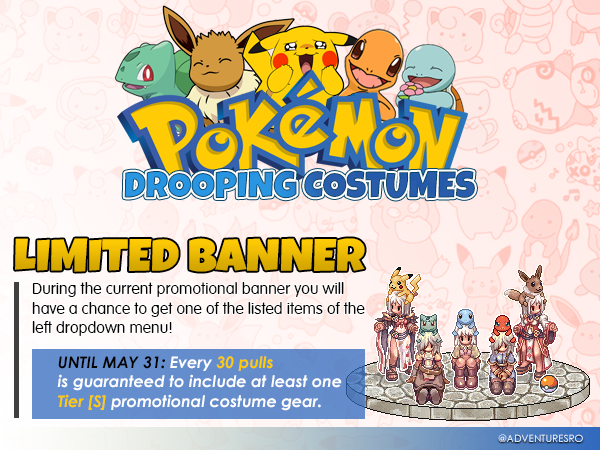 POKÉMON
DROOPING COSTUMES
LIMITED BANNER
During the current promotional banner you will
have a chance to get one of the listed items of the
left dropdown menu!
UNTIL MAY 31: Every 30 pulls
is guaranteed to include at least one
Tier [S] promotional costume gear.
@ADVENTURESRO